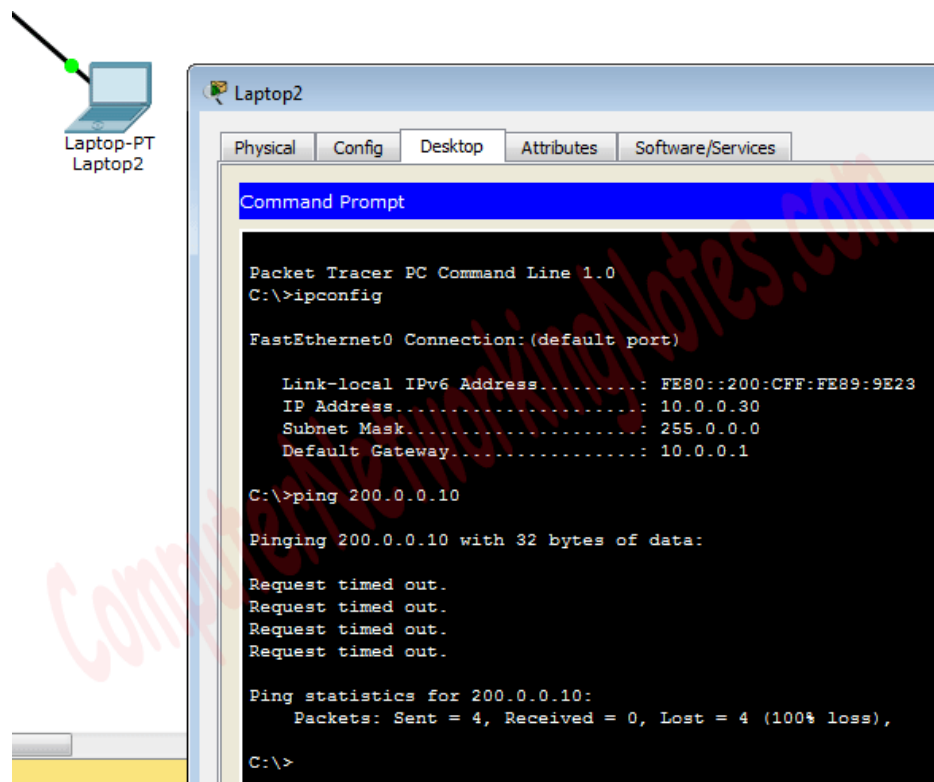 Laptop-PT
Laptop2
Laptop2
Physical Config Desktop Attributes Software/Services
Command Prompt
Packet Tracer PC Command Line 1.0
C:\>ipconfig
FastEthernet0 Connection:(default port)
Link-local IPv6 Address.........: FE80::200:CFF:FE89:9E23
IP Address......................: 10.0.0.30
Subnet Mask.....................: 255.0.0.0
Default Gateway.................: 10.0.0.1
C:\>ping 200.0.0.10
Pinging 200.0.0.10 with 32 bytes of data:
Request timed out.
Request timed out.
Request timed out.
Request timed out.
Ping statistics for 200.0.0.10:
Packets: Sent = 4, Received = 0, Lost = 4 (100% loss),
C:\>
ComputerNetworkingNotes.com